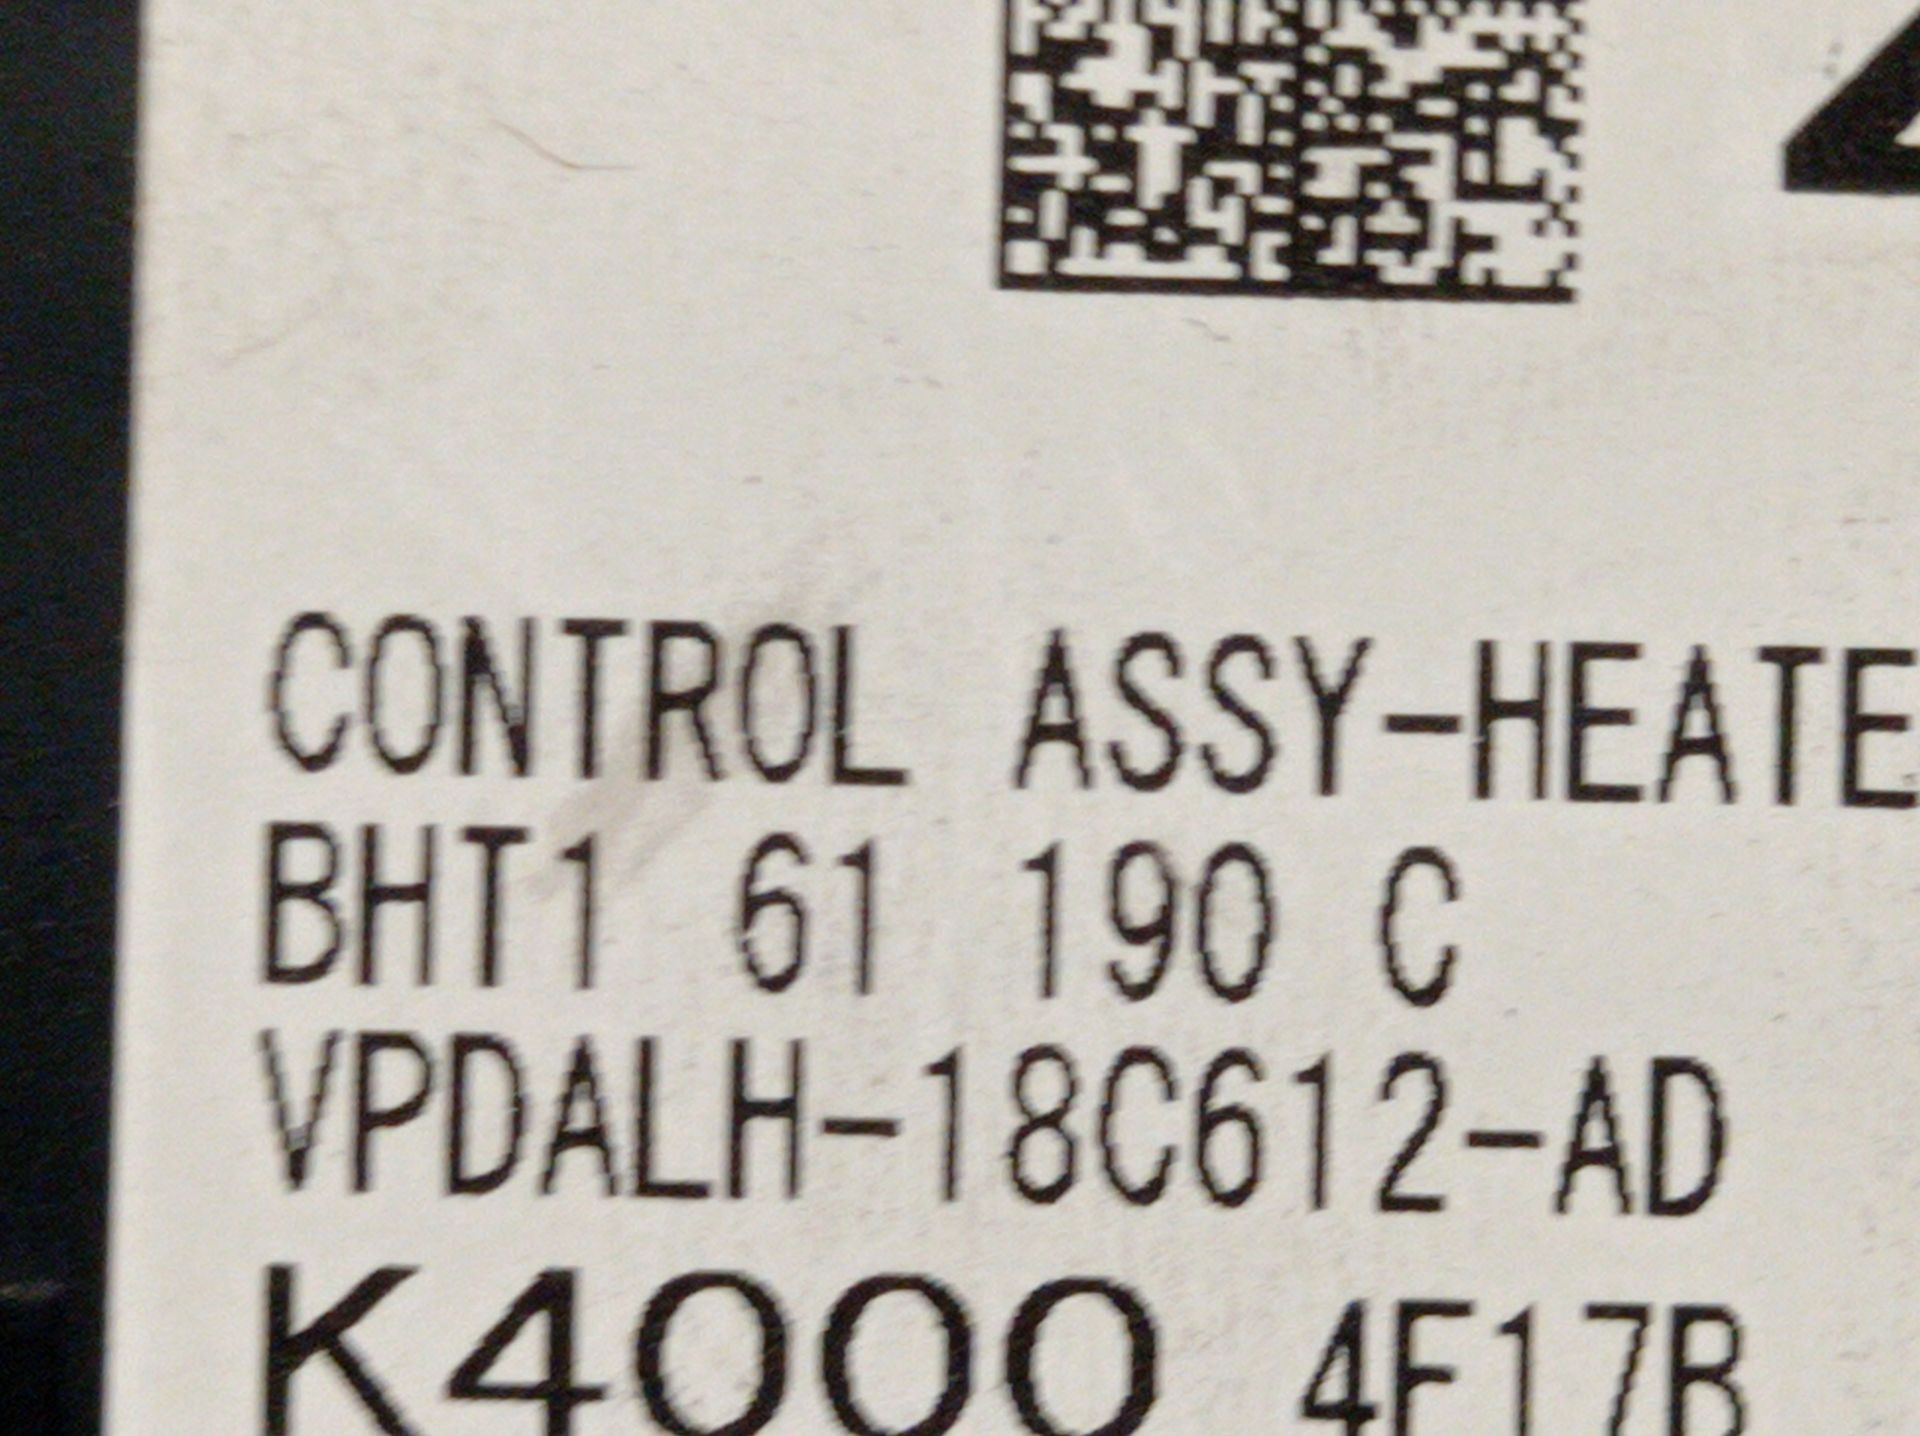 CONTROL ASSY-HEATE
BHT1 61 190 C
VPDALH-18C612-AD
K4000 4F17B